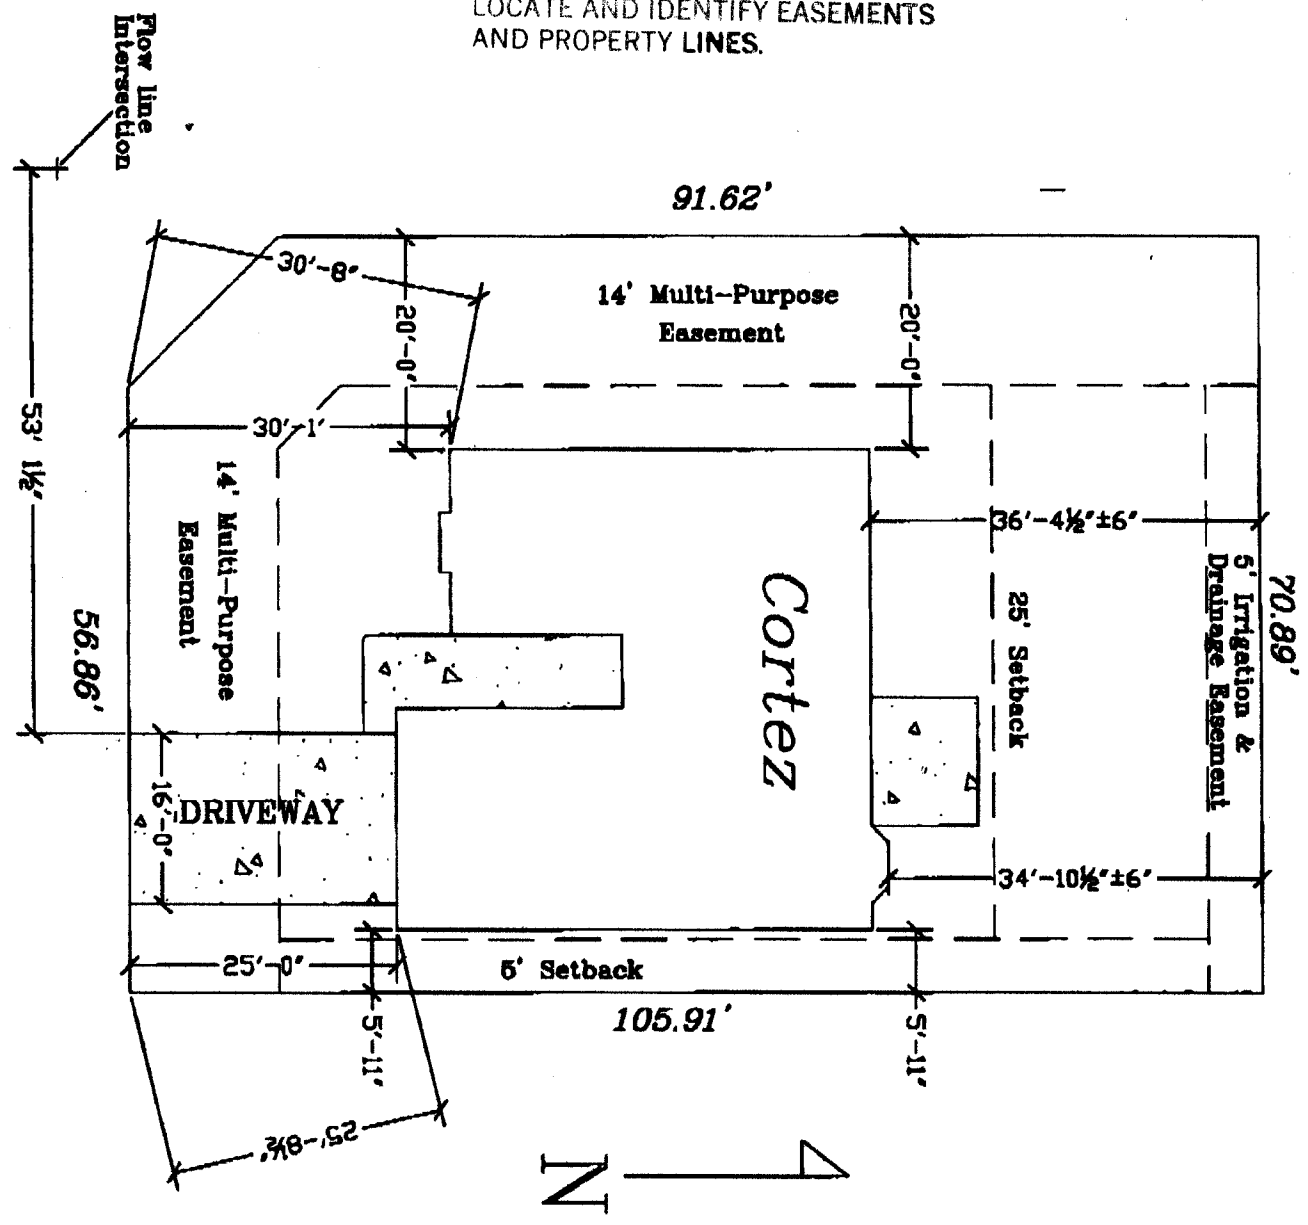 LOCATE AND IDENTIFY EASEMENTS
AND PROPERTY LINES.
Flow line
Intersection
91.62'
30'-8"
14' Multi-Purpose
Easement
20'-0"
20'-0"
30'-1'
53' 1½"
14' Multi-Purpose
Easement
56.86'
36'-4½"±6"
Cortez
25' Setback
5' Irrigation &
Drainage Easement
70.89'
DRIVEWAY
16'-0"
34'-10½"±6"
25'-0"
5' Setback
105.91'
5'-11"
5'-11"
25'-8½"
N